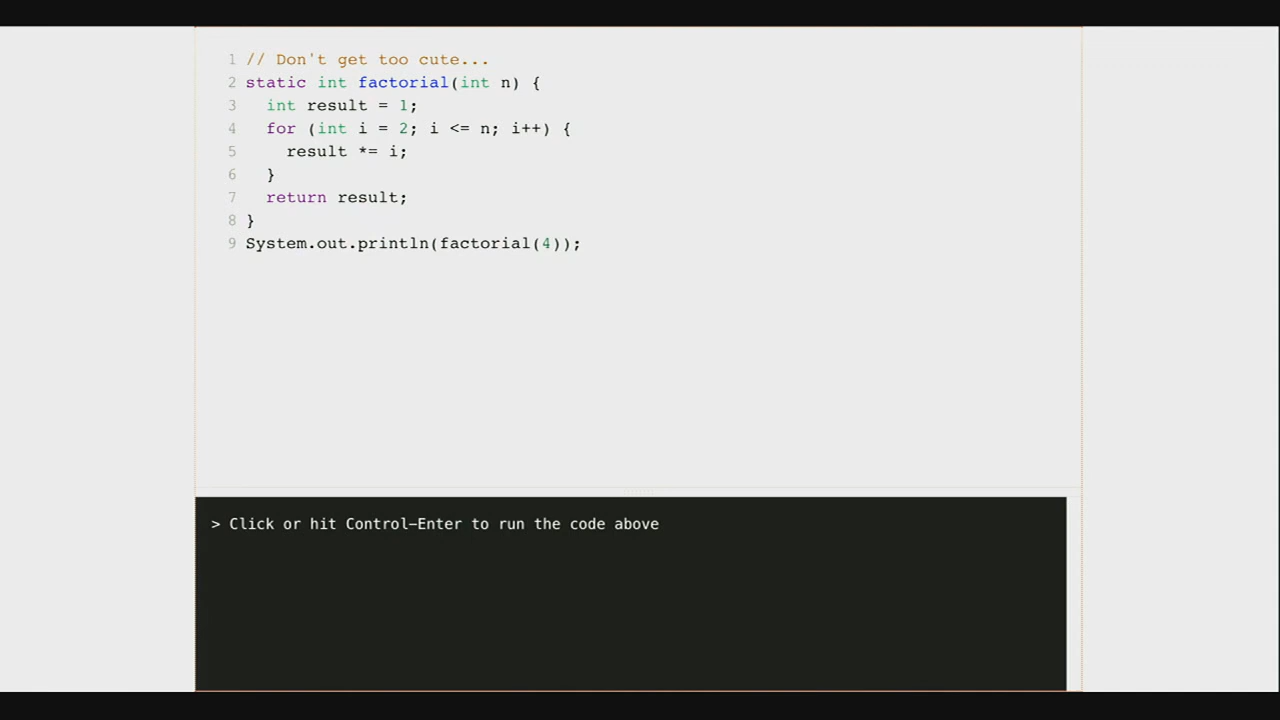 1 // Don't get too cute...
2 static int factorial(int n) {
3   int result = 1;
4   for (int i = 2; i <= n; i++) {
5     result *= i;
6   }
7   return result;
8 }
9 System.out.println(factorial(4));
> Click or hit Control-Enter to run the code above